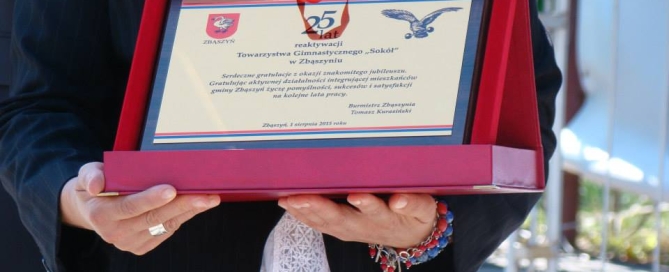 ZBĄSZYŃ
25
lat
reaktywacji
Towarzystwa Gimnastycznego „Sokół"
w Zbąszyniu
Serdeczne gratulacje z okazji znakomitego jubileuszu.
Gratulując aktywnej działalności integrującej mieszkańców
gminy Zbąszyń życzę pomyślności, sukcesów i satysfakcji
na kolejne lata pracy.
Burmistrz Zbąszynia
Tomasz Kurasiński
Zbąszyń, 1 sierpnia 2015 roku